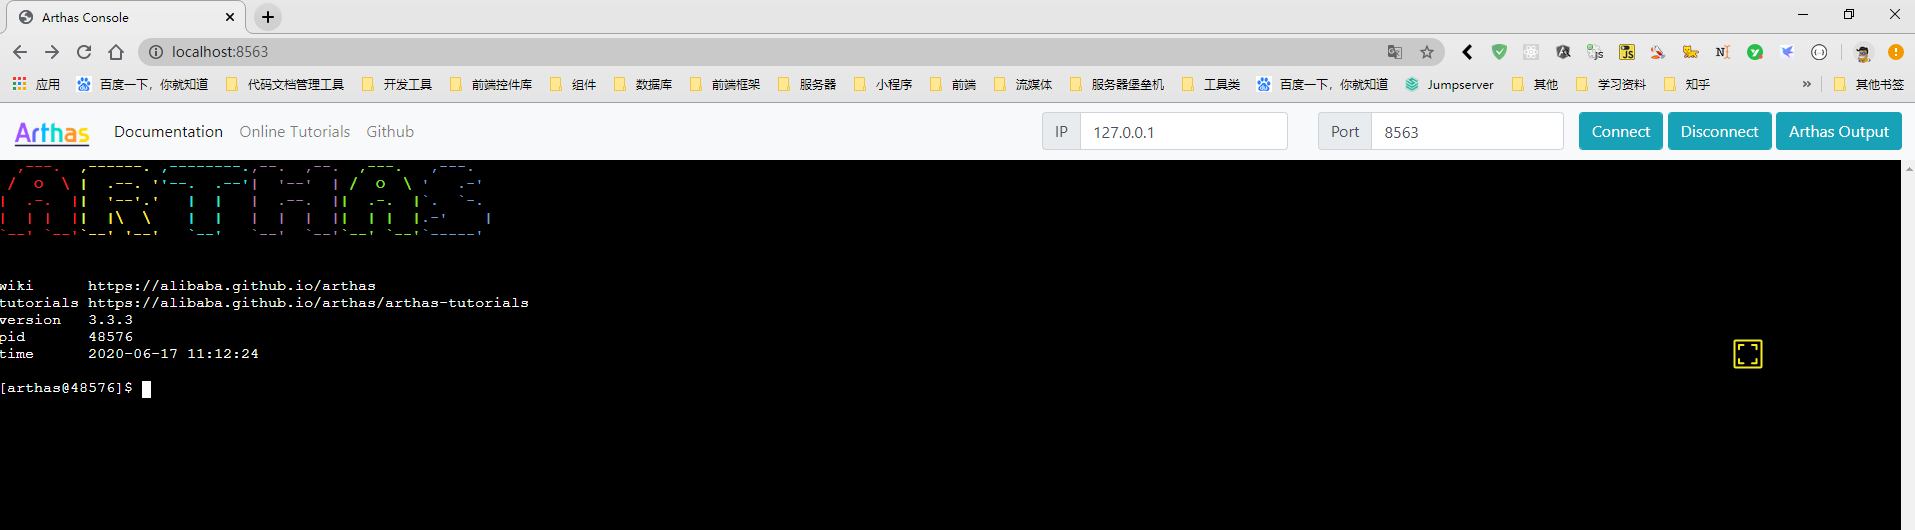 Arthas Console
localhost:8563
应用 百度一下，你就知道 代码文档管理工具 开发工具 前端控件库 组件 数据库 前端框架 服务器 小程序 前端 流媒体 服务器堡垒机 工具类 百度一下，你就知道 Jumpserver 其他 学习资料 知乎 » 其他书签
Arthas Documentation Online Tutorials Github IP 127.0.0.1 Port 8563 Connect Disconnect Arthas Output
ARTHAS
wiki https://alibaba.github.io/arthas
tutorials https://alibaba.github.io/arthas/arthas-tutorials
version 3.3.3
pid 48576
time 2020-06-17 11:12:24
[arthas@48576]$